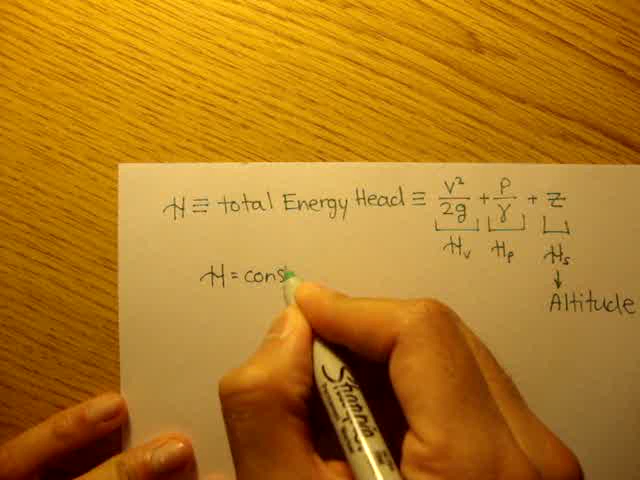 H ≡ total Energy Head ≡ V²/2g + P/γ + Z
Hv Hp Hs
↓
Altitude
H = cons
Sharpie